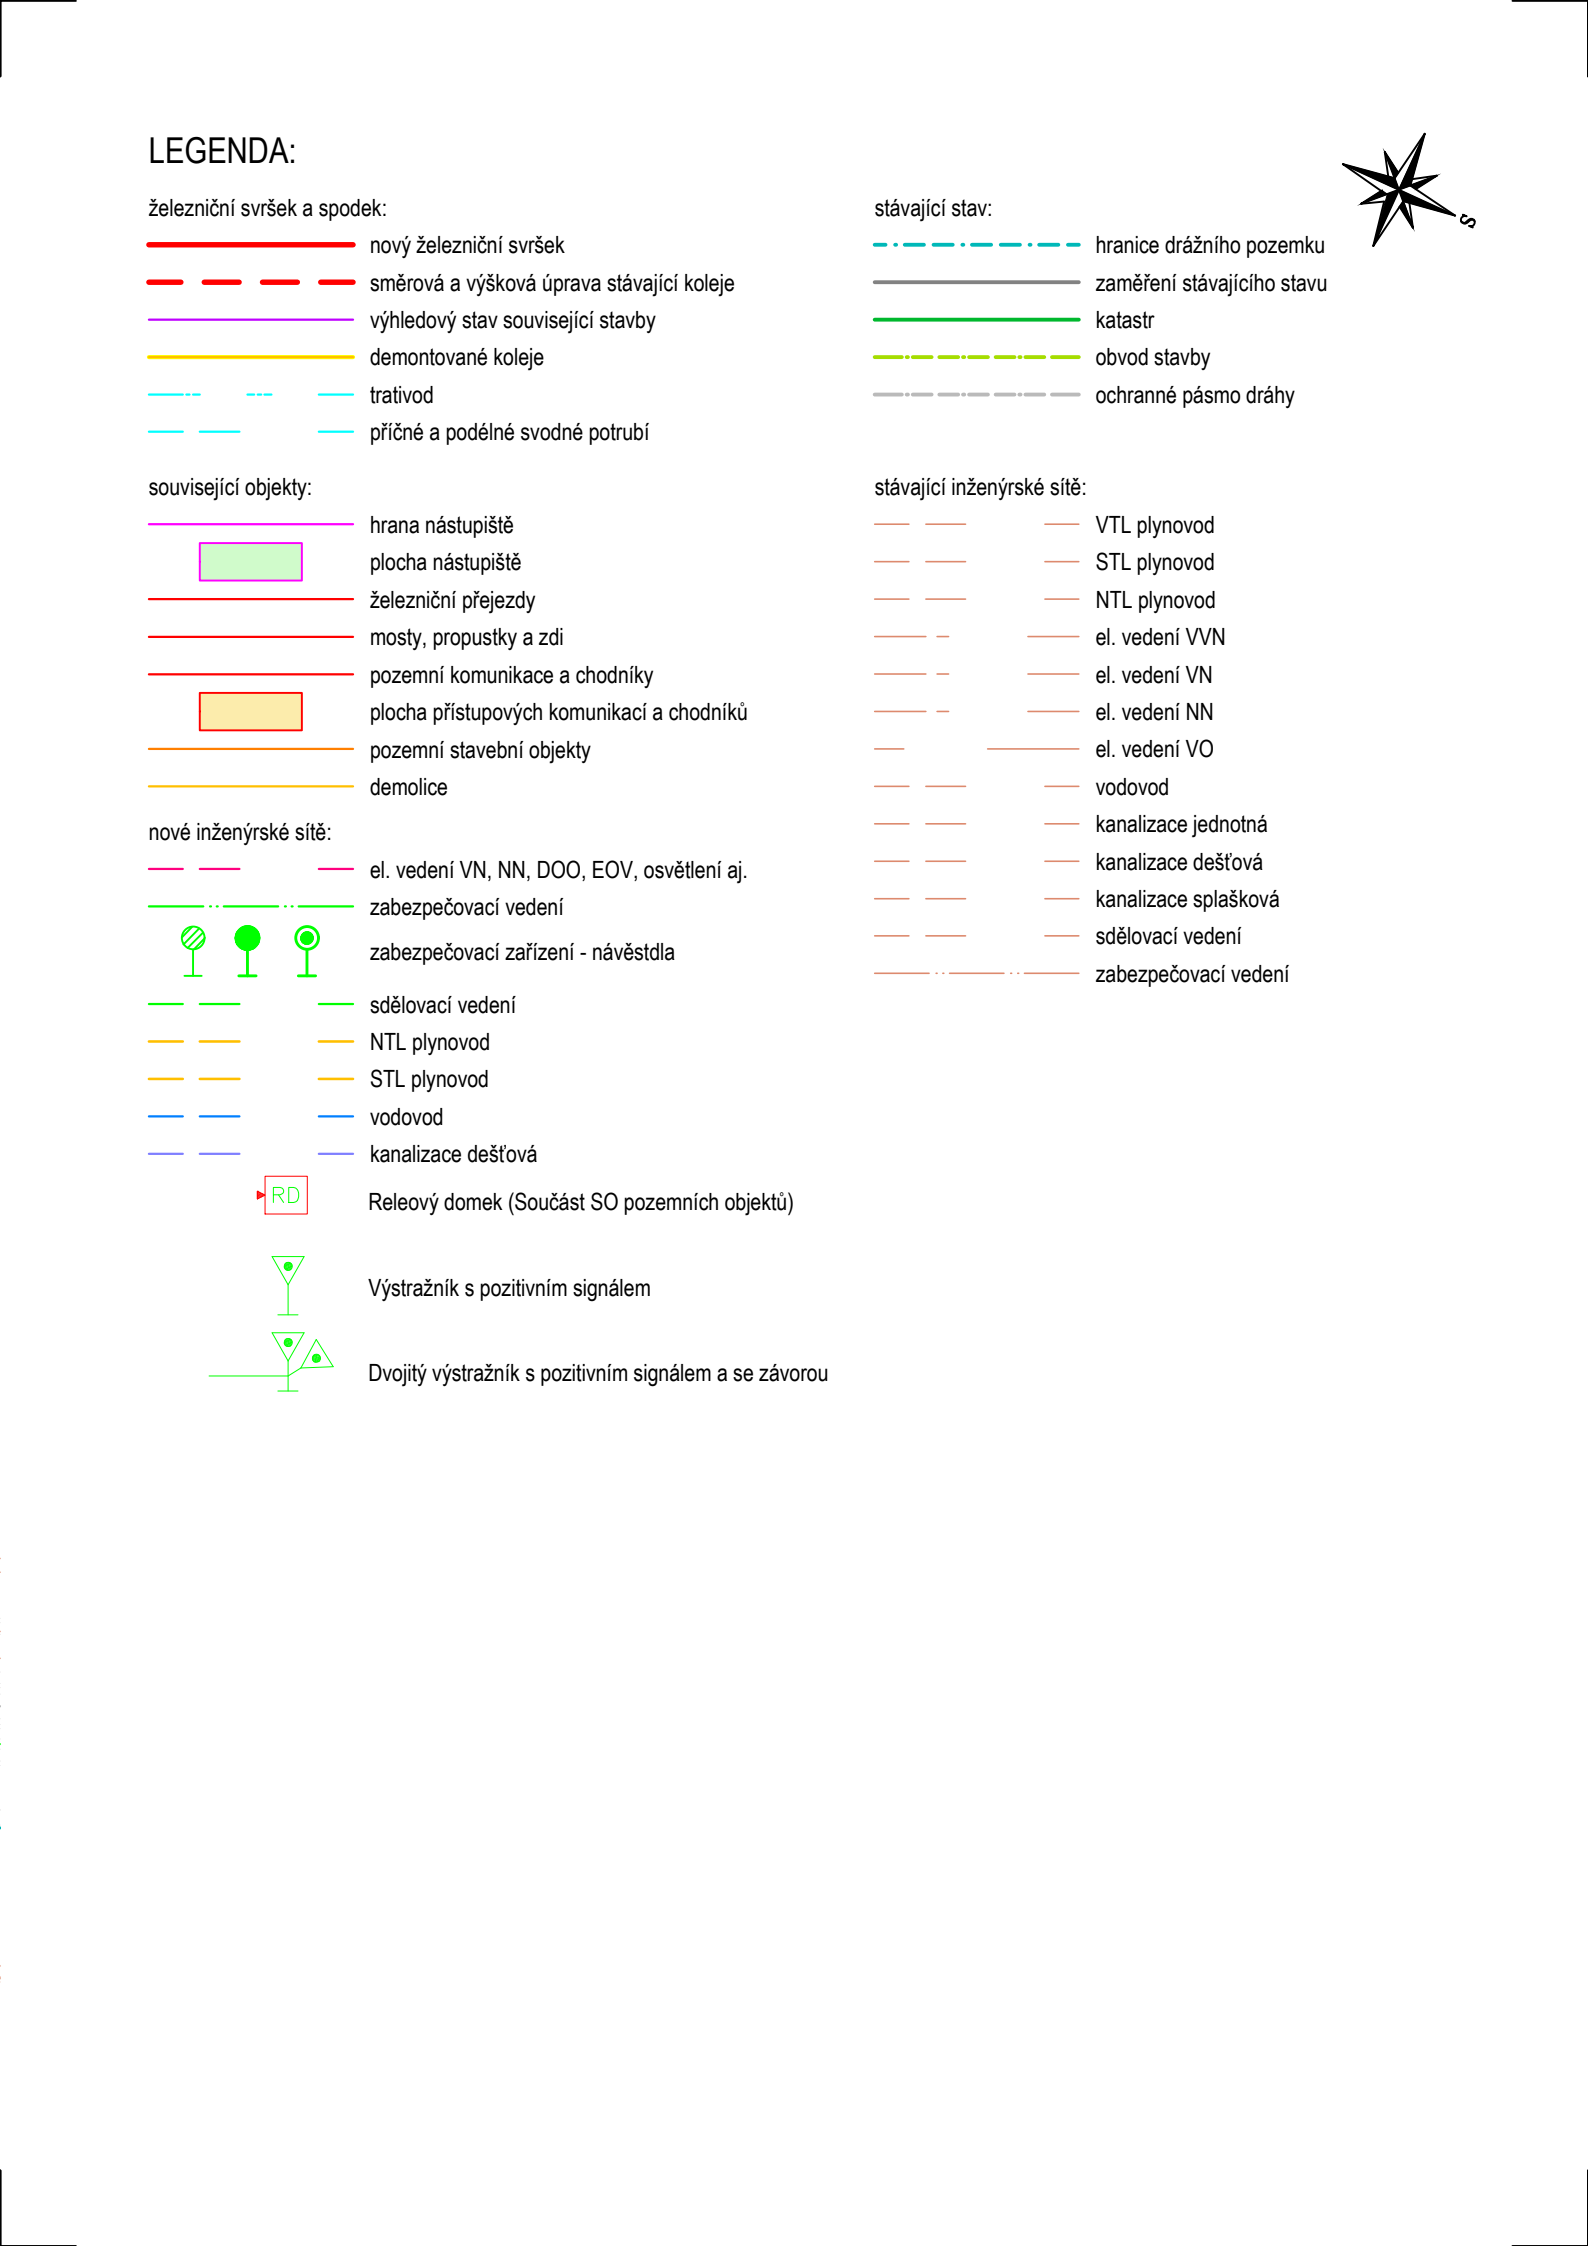 LEGENDA:
železniční svršek a spodek:
nový železniční svršek
směrová a výšková úprava stávající koleje
výhledový stav související stavby
demontované koleje
trativod
příčné a podélné svodné potrubí
související objekty:
hrana nástupiště
plocha nástupiště
železniční přejezdy
mosty, propustky a zdi
pozemní komunikace a chodníky
plocha přístupových komunikací a chodníků
pozemní stavební objekty
demolice
nové inženýrské sítě:
el. vedení VN, NN, DOO, EOV, osvětlení aj.
zabezpečovací vedení
zabezpečovací zařízení - návěstdla
sdělovací vedení
NTL plynovod
STL plynovod
vodovod
kanalizace dešťová
RD
Releový domek (Součást SO pozemních objektů)
Výstražník s pozitivním signálem
Dvojitý výstražník s pozitivním signálem a se závorou
stávající stav:
hranice drážního pozemku
zaměření stávajícího stavu
katastr
obvod stavby
ochranné pásmo dráhy
stávající inženýrské sítě:
VTL plynovod
STL plynovod
NTL plynovod
el. vedení VVN
el. vedení VN
el. vedení NN
el. vedení VO
vodovod
kanalizace jednotná
kanalizace dešťová
kanalizace splašková
sdělovací vedení
zabezpečovací vedení
S